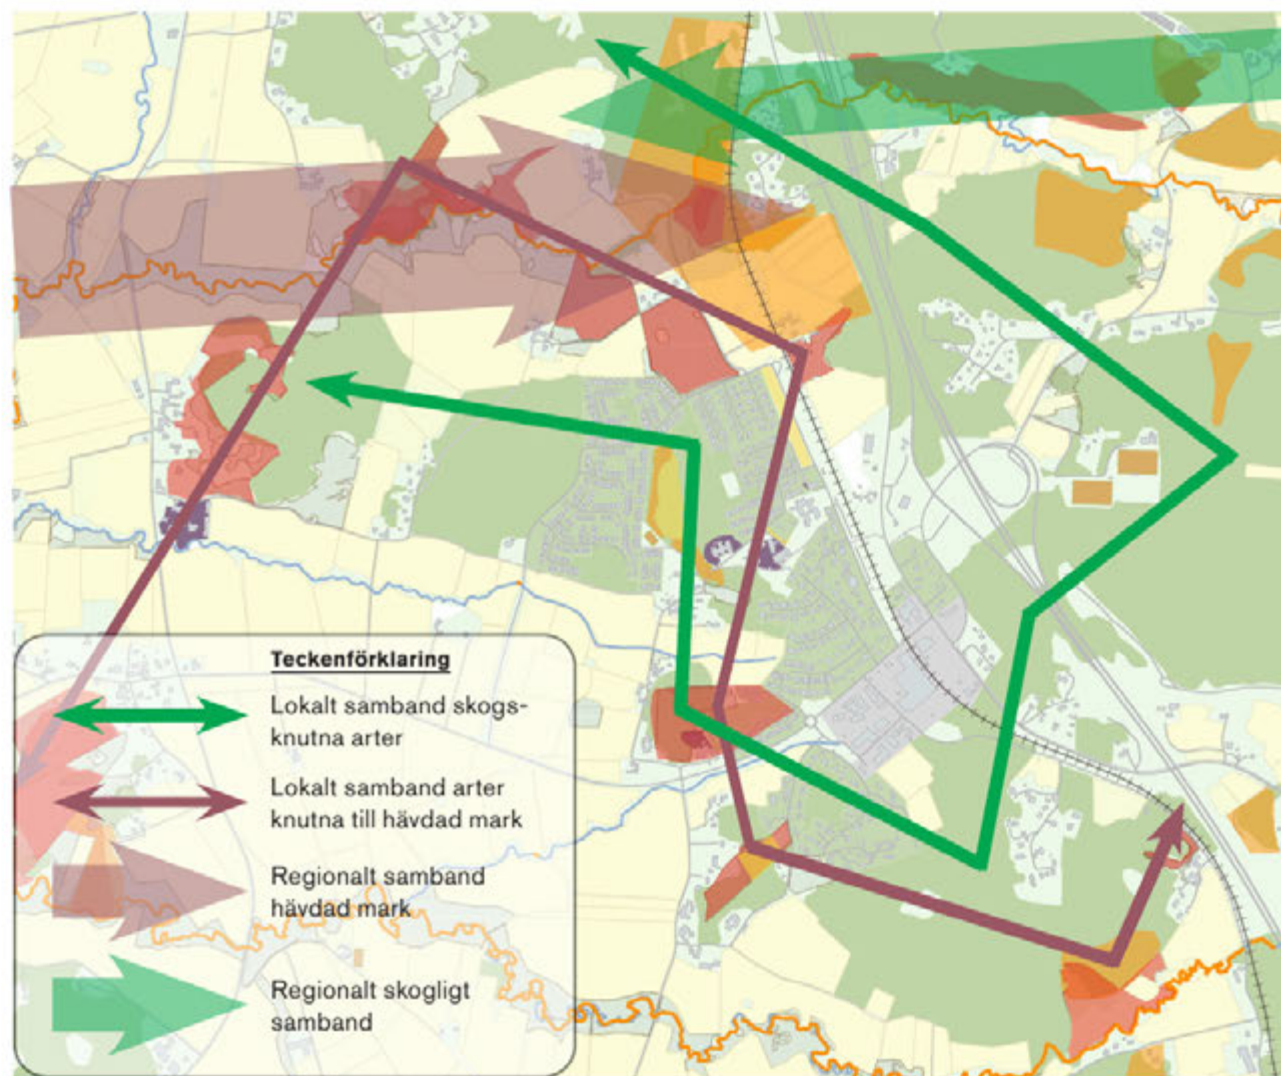 Teckenförklaring
Lokalt samband skogs-
knutna arter
Lokalt samband arter
knutna till hävdad mark
Regionalt samband
hävdad mark
Regionalt skogligt
samband